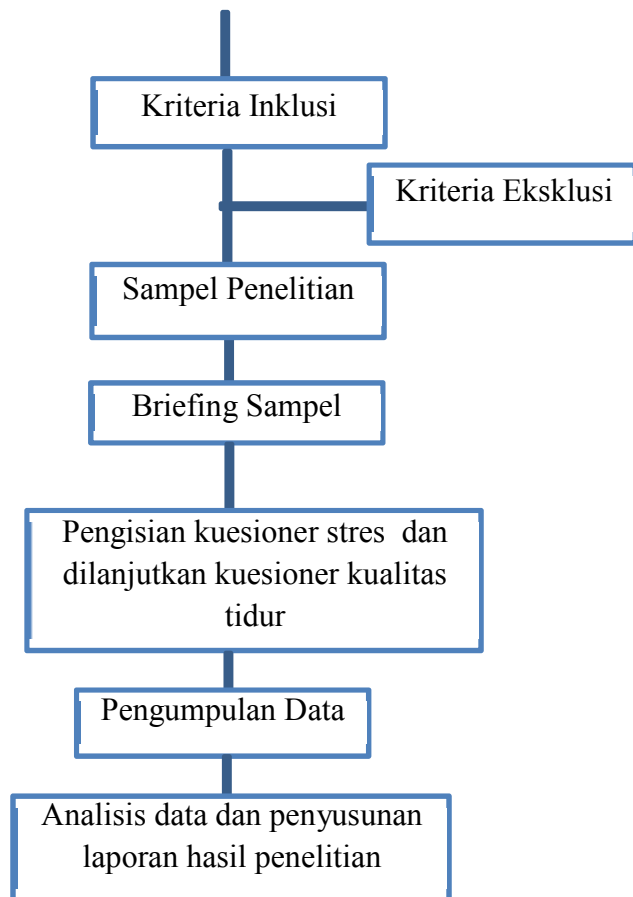 Kriteria Inklusi
Kriteria Eksklusi
Sampel Penelitian
Briefing Sampel
Pengisian kuesioner stres  dan
dilanjutkan kuesioner kualitas
tidur
Pengumpulan Data
Analisis data dan penyusunan
laporan hasil penelitian